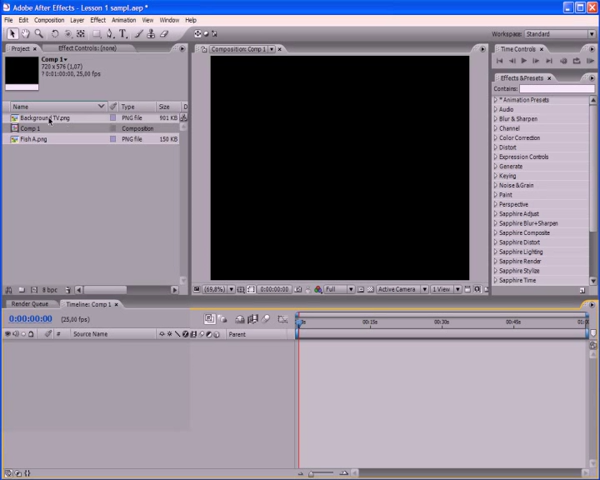 Adobe After Effects - Lesson 1 sampl.aep *
File Edit Composition Layer Effect Animation View Window Help
Workspace: Standard
Project × Effect Controls: (none)
Composition: Comp 1
Time Controls ×
Comp 1
720 x 576 (1,07)
0:01:00:00, 25,00 fps
Effects & Presets ×
Contains:
Name Type Size D
Background TV.png PNG file 901 KB
Comp 1 Composition
Fish A.png PNG file 150 KB
* Animation Presets
Audio
Blur & Sharpen
Channel
Color Correction
Distort
Expression Controls
Generate
Keying
Noise & Grain
Paint
Perspective
Sapphire Adjust
Sapphire Blur+Sharpen
Sapphire Composite
Sapphire Distort
Sapphire Lighting
Sapphire Render
Sapphire Stylize
Sapphire Time
8 bpc
(69,8%) 0:00:00:00 Full Active Camera 1 View
Render Queue Timeline: Comp 1 ×
0:00:00:00 (25,00 fps)
# Source Name Parent
00:15s 00:30s 00:45s